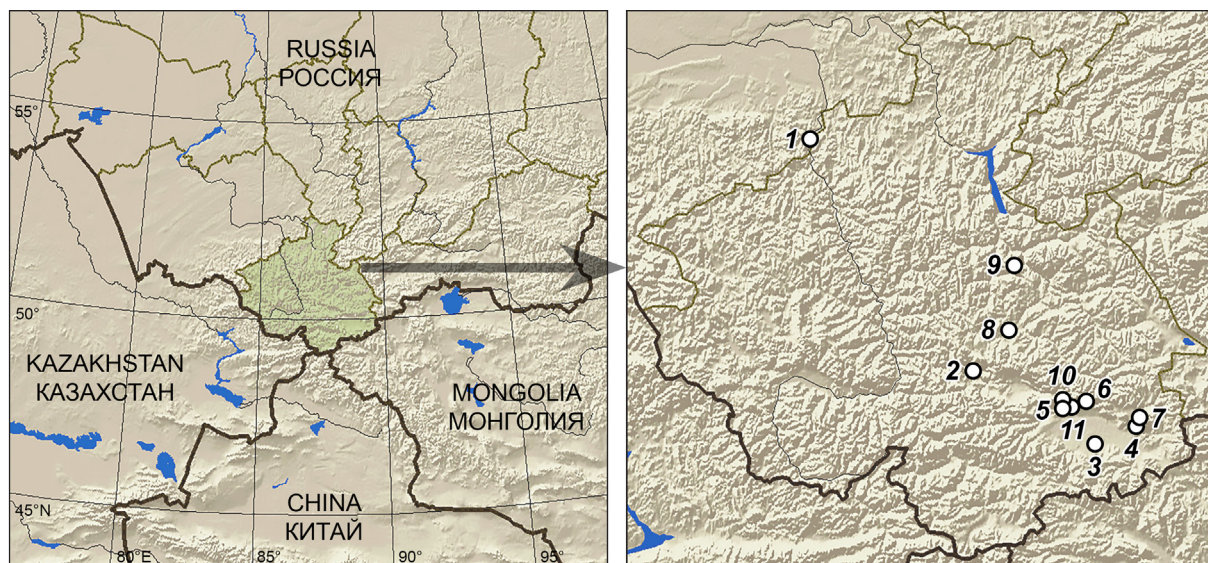 RUSSIA
РОССИЯ
55°
50°
KAZAKHSTAN
КАЗАХСТАН
MONGOLIA
МОНГОЛИЯ
CHINA
КИТАЙ
45°N
80°E
85°
90°
95°
1
9
8
2
10
6
5
7
11
4
3